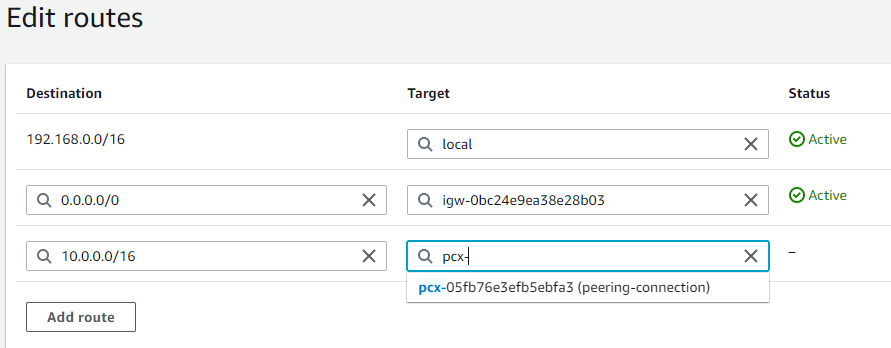 Edit routes
Destination Target Status
192.168.0.0/16 local Active
0.0.0.0/0 igw-0bc24e9ea38e28b03 Active
10.0.0.0/16 pcx- –
pcx-05fb76e3efb5ebfa3 (peering-connection)
Add route